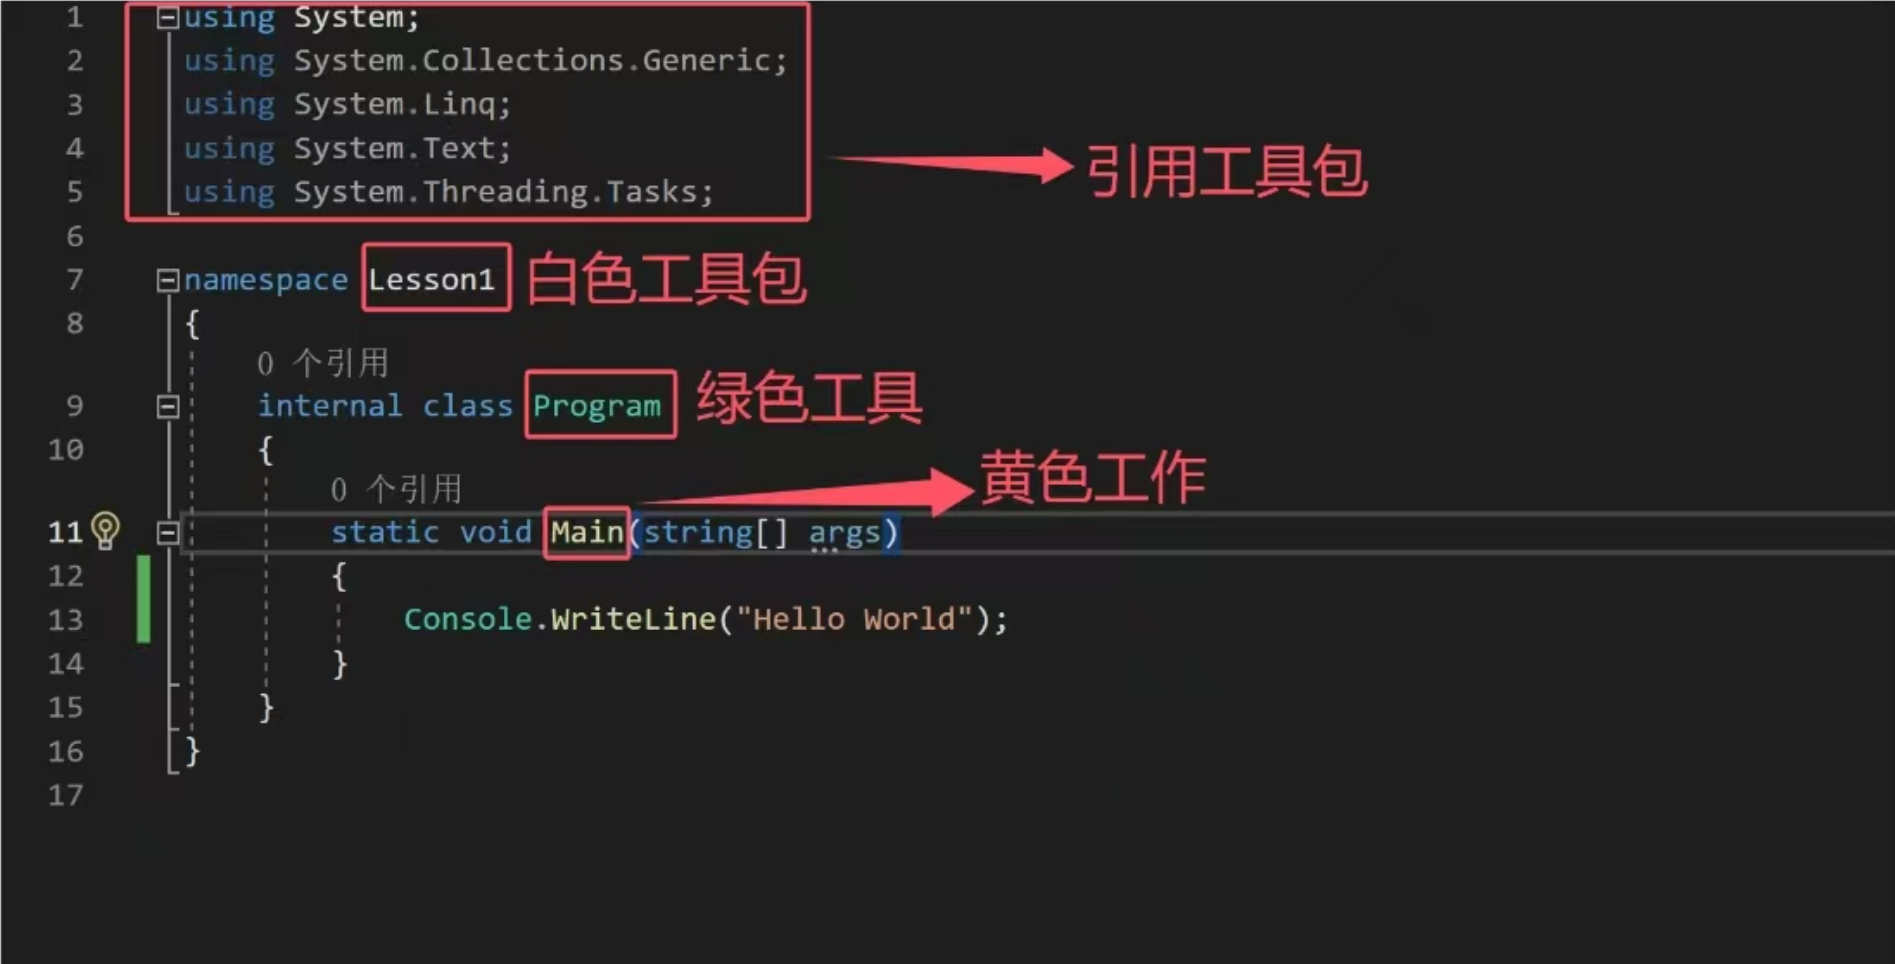 1 using System;
2 using System.Collections.Generic;
3 using System.Linq;
4 using System.Text;
5 using System.Threading.Tasks;
引用工具包
6
7 namespace Lesson1 白色工具包
8 {
0 个引用
9 internal class Program 绿色工具
10 {
0 个引用
黄色工作
11 static void Main(string[] args)
12 {
13 Console.WriteLine("Hello World");
14 }
15 }
16 }
17